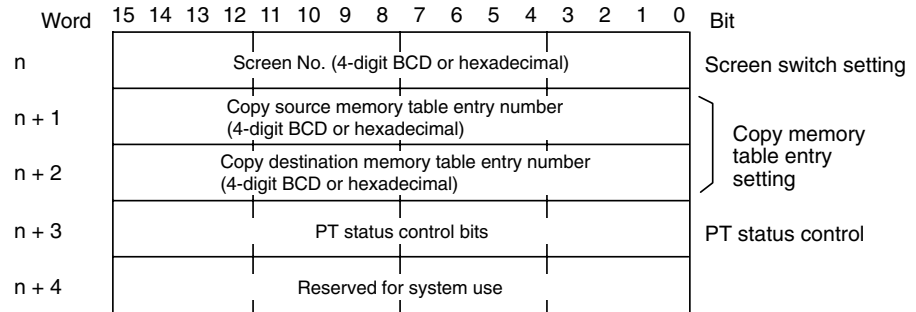 Word 15 14 13 12 11 10 9 8 7 6 5 4 3 2 1 0 Bit
n Screen No. (4-digit BCD or hexadecimal) Screen switch setting
n + 1 Copy source memory table entry number
(4-digit BCD or hexadecimal)
n + 2 Copy destination memory table entry number
(4-digit BCD or hexadecimal)
Copy memory
table entry
setting
n + 3 PT status control bits PT status control
n + 4 Reserved for system use